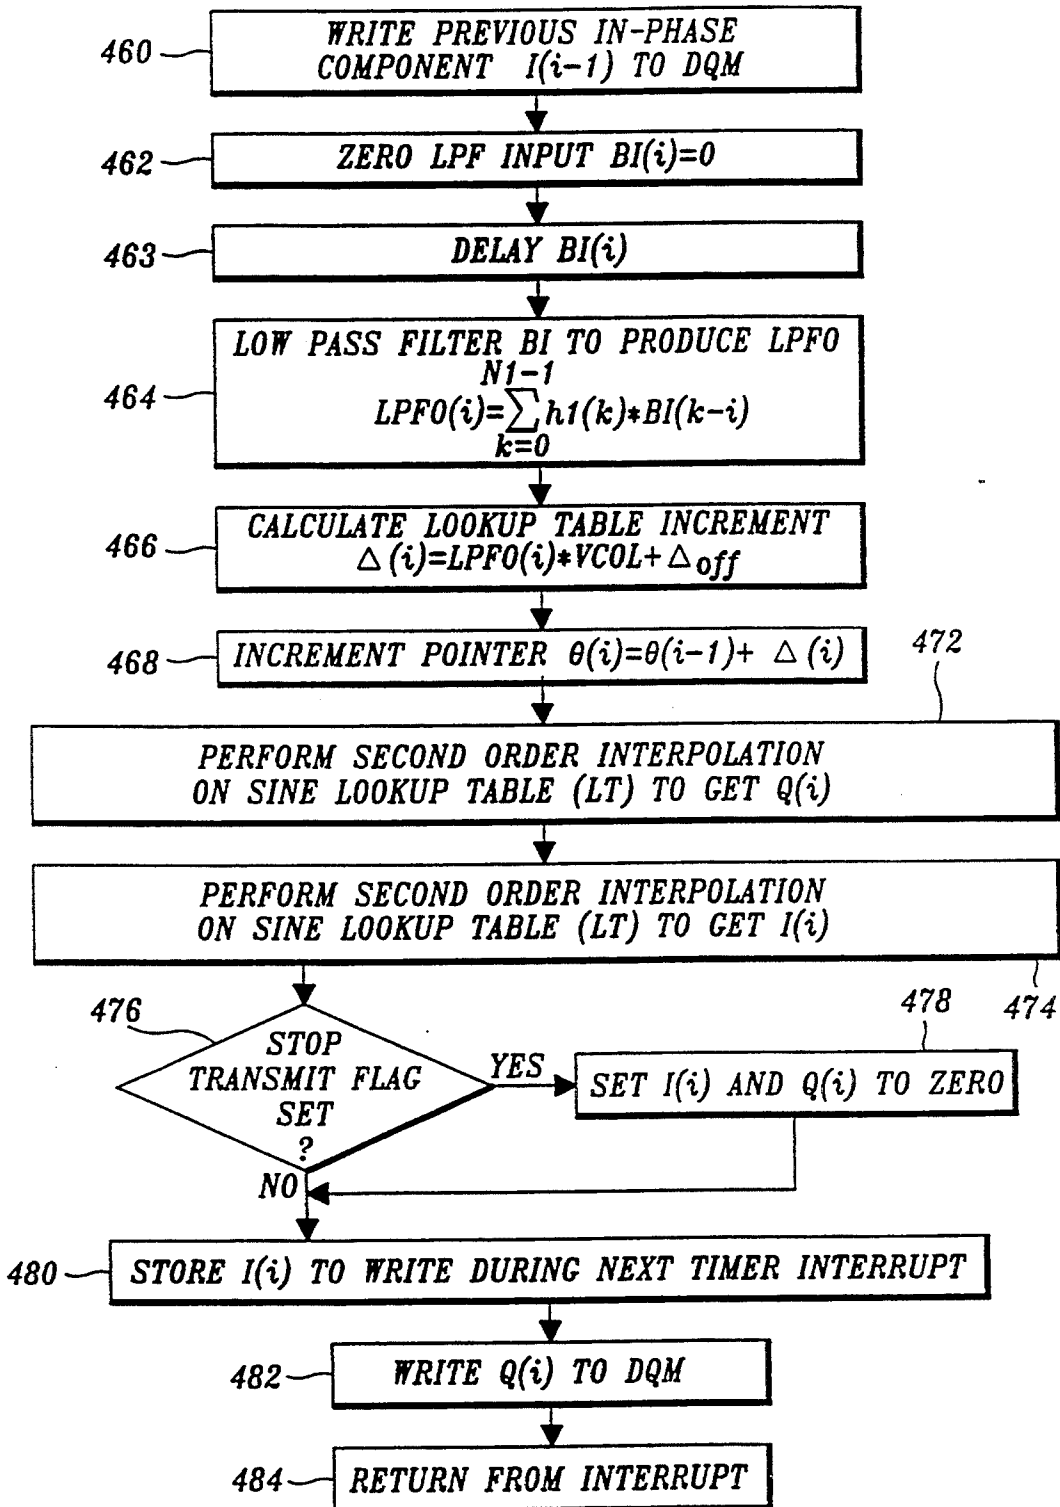 460
WRITE PREVIOUS IN-PHASE
COMPONENT I(i-1) TO DQM
462
ZERO LPF INPUT BI(i)=0
463
DELAY BI(i)
464
LOW PASS FILTER BI TO PRODUCE LPFO
N1-1
LPFO(i)=∑ h1(k)*BI(k-i)
k=0
466
CALCULATE LOOKUP TABLE INCREMENT
△(i)=LPFO(i)*VCOL+△off
468
INCREMENT POINTER θ(i)=θ(i-1)+ △(i)
472
PERFORM SECOND ORDER INTERPOLATION
ON SINE LOOKUP TABLE (LT) TO GET Q(i)
PERFORM SECOND ORDER INTERPOLATION
ON SINE LOOKUP TABLE (LT) TO GET I(i)
474
476
STOP
TRANSMIT FLAG
SET
?
YES
478
SET I(i) AND Q(i) TO ZERO
NO
480
STORE I(i) TO WRITE DURING NEXT TIMER INTERRUPT
482
WRITE Q(i) TO DQM
484
RETURN FROM INTERRUPT